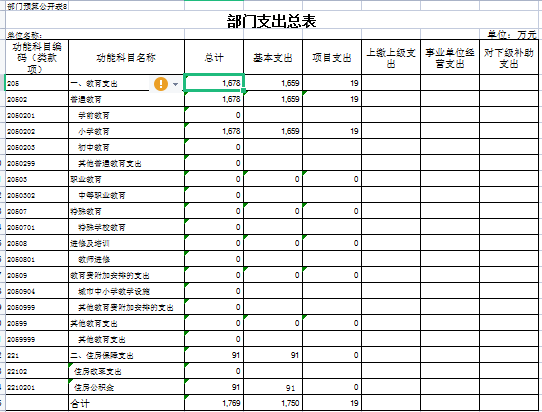 部门预算公开表8
部门支出总表
单位名称： 单位：万元
功能科目编码（类款项） 功能科目名称 总计 基本支出 项目支出 上缴上级支出 事业单位经营支出 对下级补助支出
205 一、教育支出 1,678 1,659 19
20502 普通教育 1,678 1,659 19
2050201 学前教育 0
2050202 小学教育 1,678 1,659 19
2050203 初中教育 0
2050299 其他普通教育支出 0
20503 职业教育 0 0 0
2050302 中等职业教育 0
20507 特殊教育 0 0 0
2050701 特殊学校教育 0
20508 进修及培训 0 0 0
2050801 教师进修 0
20509 教育费附加安排的支出 0 0 0
2050904 城市中小学教学设施 0
2050999 其他教育费附加安排的支出 0
20599 其他教育支出 0 0 0
2059999 其他教育支出 0
221 二、住房保障支出 91 91 0
22102 住房改革支出 0
2210201 住房公积金 91 91 0
合计 1,769 1,750 19